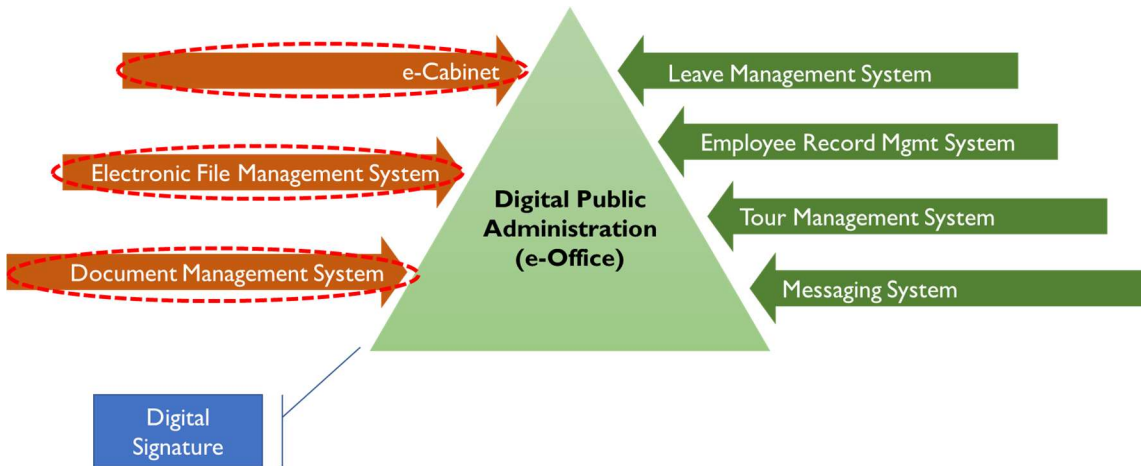 e-Cabinet
Leave Management System
Electronic File Management System
Employee Record Mgmt System
Digital Public
Administration
(e-Office)
Tour Management System
Document Management System
Messaging System
Digital
Signature